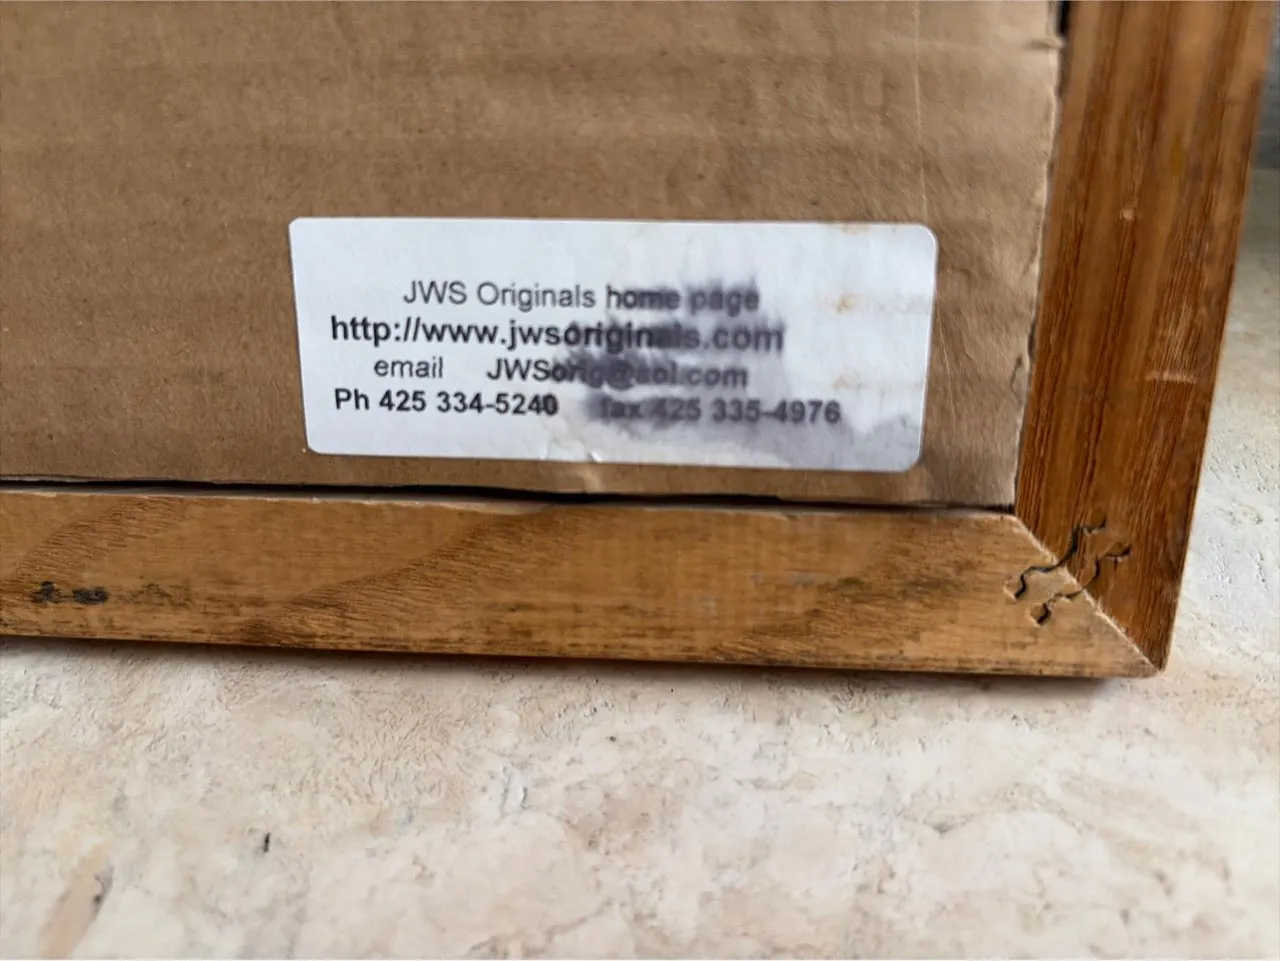 JWS Originals home page
http://www.jwsoriginals.com
email JWSorig@aol.com
Ph 425 334-5240 fax 425 335-4976